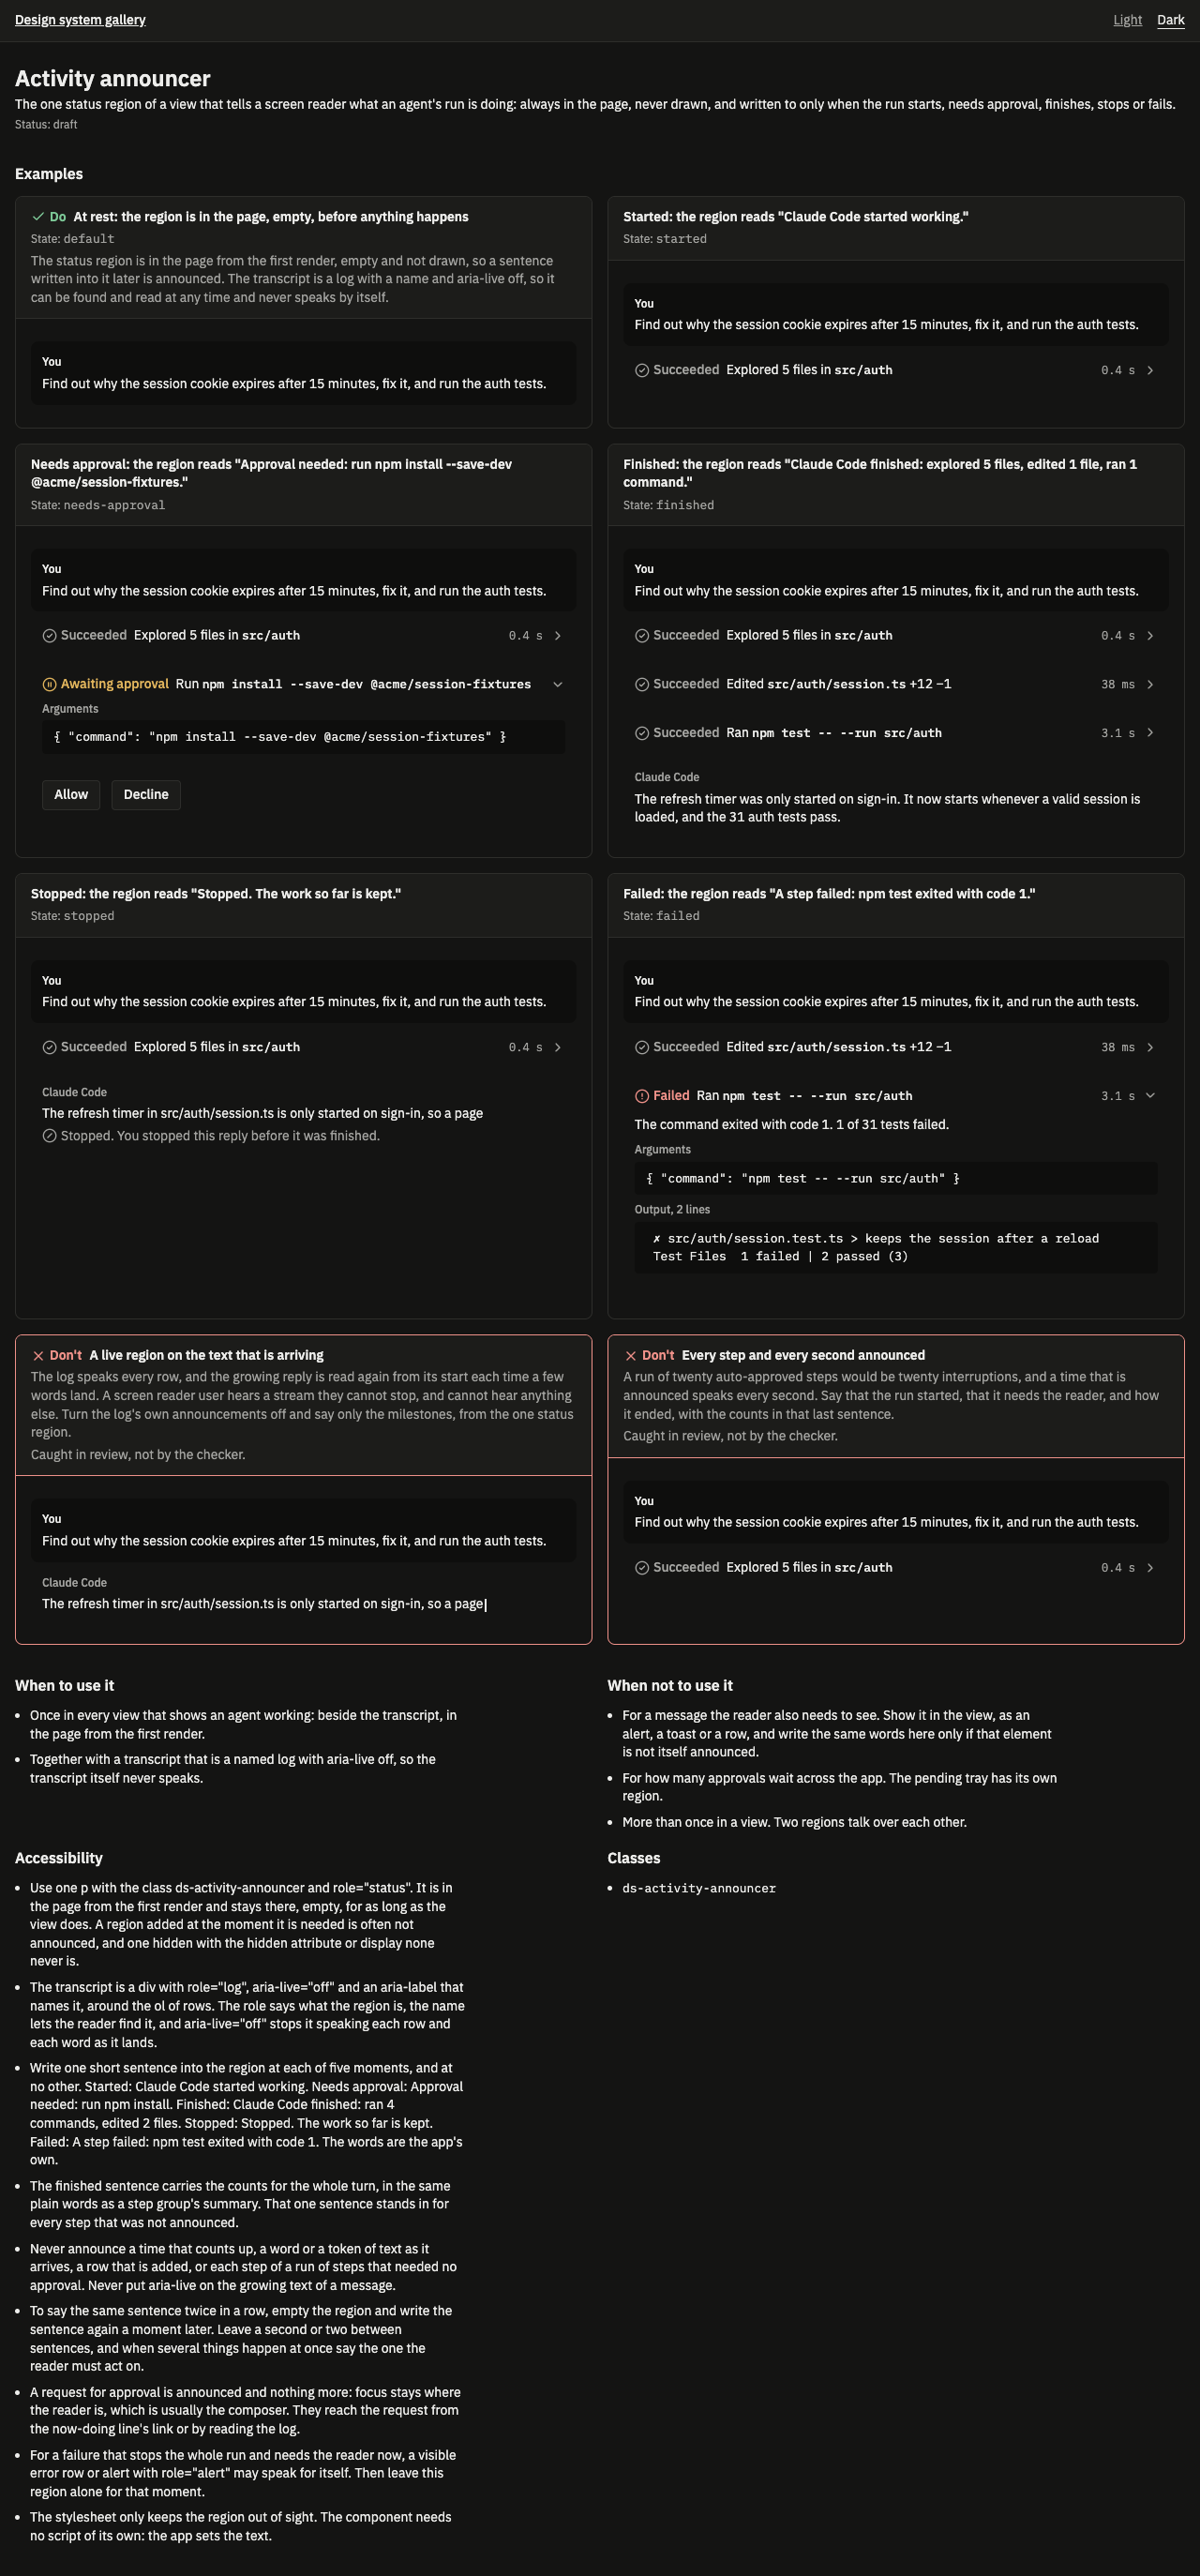 Design system gallery
Light Dark
Activity announcer
The one status region of a view that tells a screen reader what an agent's run is doing: always in the page, never drawn, and written to only when the run starts, needs approval, finishes, stops or fails.
Status: draft
Examples
Do At rest: the region is in the page, empty, before anything happens
State: default
The status region is in the page from the first render, empty and not drawn, so a sentence
written into it later is announced. The transcript is a log with a name and aria-live off, so it
can be found and read at any time and never speaks by itself.
You
Find out why the session cookie expires after 15 minutes, fix it, and run the auth tests.
Started: the region reads "Claude Code started working."
State: started
You
Find out why the session cookie expires after 15 minutes, fix it, and run the auth tests.
Succeeded Explored 5 files in src/auth 0.4 s
Needs approval: the region reads "Approval needed: run npm install --save-dev
@acme/session-fixtures."
State: needs-approval
You
Find out why the session cookie expires after 15 minutes, fix it, and run the auth tests.
Succeeded Explored 5 files in src/auth 0.4 s
Awaiting approval Run npm install --save-dev @acme/session-fixtures
Arguments
{ "command": "npm install --save-dev @acme/session-fixtures" }
Allow Decline
Finished: the region reads "Claude Code finished: explored 5 files, edited 1 file, ran 1
command."
State: finished
You
Find out why the session cookie expires after 15 minutes, fix it, and run the auth tests.
Succeeded Explored 5 files in src/auth 0.4 s
Succeeded Edited src/auth/session.ts +12 −1 38 ms
Succeeded Ran npm test -- --run src/auth 3.1 s
Claude Code
The refresh timer was only started on sign-in. It now starts whenever a valid session is
loaded, and the 31 auth tests pass.
Stopped: the region reads "Stopped. The work so far is kept."
State: stopped
You
Find out why the session cookie expires after 15 minutes, fix it, and run the auth tests.
Succeeded Explored 5 files in src/auth 0.4 s
Claude Code
The refresh timer in src/auth/session.ts is only started on sign-in, so a page
Stopped. You stopped this reply before it was finished.
Failed: the region reads "A step failed: npm test exited with code 1."
State: failed
You
Find out why the session cookie expires after 15 minutes, fix it, and run the auth tests.
Succeeded Edited src/auth/session.ts +12 −1 38 ms
Failed Ran npm test -- --run src/auth 3.1 s
The command exited with code 1. 1 of 31 tests failed.
Arguments
{ "command": "npm test -- --run src/auth" }
Output, 2 lines
✗ src/auth/session.test.ts > keeps the session after a reload
Test Files 1 failed | 2 passed (3)
Don't A live region on the text that is arriving
The log speaks every row, and the growing reply is read again from its start each time a few
words land. A screen reader user hears a stream they cannot stop, and cannot hear anything
else. Turn the log's own announcements off and say only the milestones, from the one status
region.
Caught in review, not by the checker.
You
Find out why the session cookie expires after 15 minutes, fix it, and run the auth tests.
Claude Code
The refresh timer in src/auth/session.ts is only started on sign-in, so a page
Don't Every step and every second announced
A run of twenty auto-approved steps would be twenty interruptions, and a time that is
announced speaks every second. Say that the run started, that it needs the reader, and how
it ended, with the counts in that last sentence.
Caught in review, not by the checker.
You
Find out why the session cookie expires after 15 minutes, fix it, and run the auth tests.
Succeeded Explored 5 files in src/auth 0.4 s
When to use it
Once in every view that shows an agent working: beside the transcript, in
the page from the first render.
Together with a transcript that is a named log with aria-live off, so the
transcript itself never speaks.
When not to use it
For a message the reader also needs to see. Show it in the view, as an
alert, a toast or a row, and write the same words here only if that element
is not itself announced.
For how many approvals wait across the app. The pending tray has its own
region.
More than once in a view. Two regions talk over each other.
Accessibility
Use one p with the class ds-activity-announcer and role="status". It is in
the page from the first render and stays there, empty, for as long as the
view does. A region added at the moment it is needed is often not
announced, and one hidden with the hidden attribute or display none
never is.
The transcript is a div with role="log", aria-live="off" and an aria-label that
names it, around the ol of rows. The role says what the region is, the name
lets the reader find it, and aria-live="off" stops it speaking each row and
each word as it lands.
Write one short sentence into the region at each of five moments, and at
no other. Started: Claude Code started working. Needs approval: Approval
needed: run npm install. Finished: Claude Code finished: ran 4
commands, edited 2 files. Stopped: Stopped. The work so far is kept.
Failed: A step failed: npm test exited with code 1. The words are the app's
own.
The finished sentence carries the counts for the whole turn, in the same
plain words as a step group's summary. That one sentence stands in for
every step that was not announced.
Never announce a time that counts up, a word or a token of text as it
arrives, a row that is added, or each step of a run of steps that needed no
approval. Never put aria-live on the growing text of a message.
To say the same sentence twice in a row, empty the region and write the
sentence again a moment later. Leave a second or two between
sentences, and when several things happen at once say the one the
reader must act on.
A request for approval is announced and nothing more: focus stays where
the reader is, which is usually the composer. They reach the request from
the now-doing line's link or by reading the log.
For a failure that stops the whole run and needs the reader now, a visible
error row or alert with role="alert" may speak for itself. Then leave this
region alone for that moment.
The stylesheet only keeps the region out of sight. The component needs
no script of its own: the app sets the text.
Classes
ds-activity-announcer